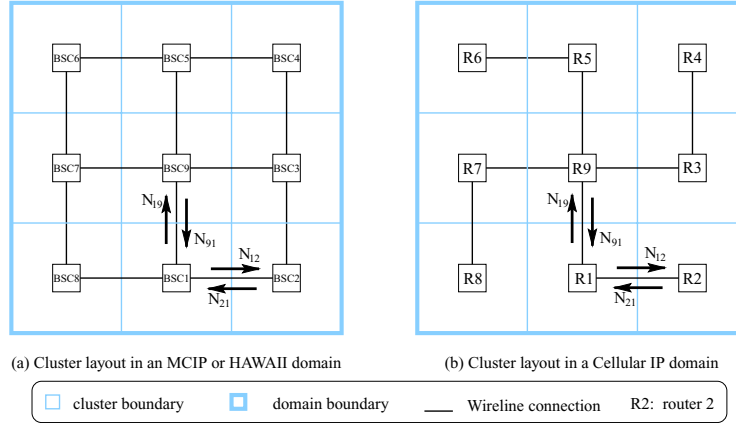 BSC6 BSC5 BSC4
BSC7 BSC9 BSC3
N19
N91
N12
BSC8 BSC1 BSC2
N21
R6 R5 R4
R7 R9 R3
N19
N91
N12
R8 R1 R2
N21
(a) Cluster layout in an MCIP or HAWAII domain
(b) Cluster layout in a Cellular IP domain
cluster boundary domain boundary Wireline connection R2: router 2